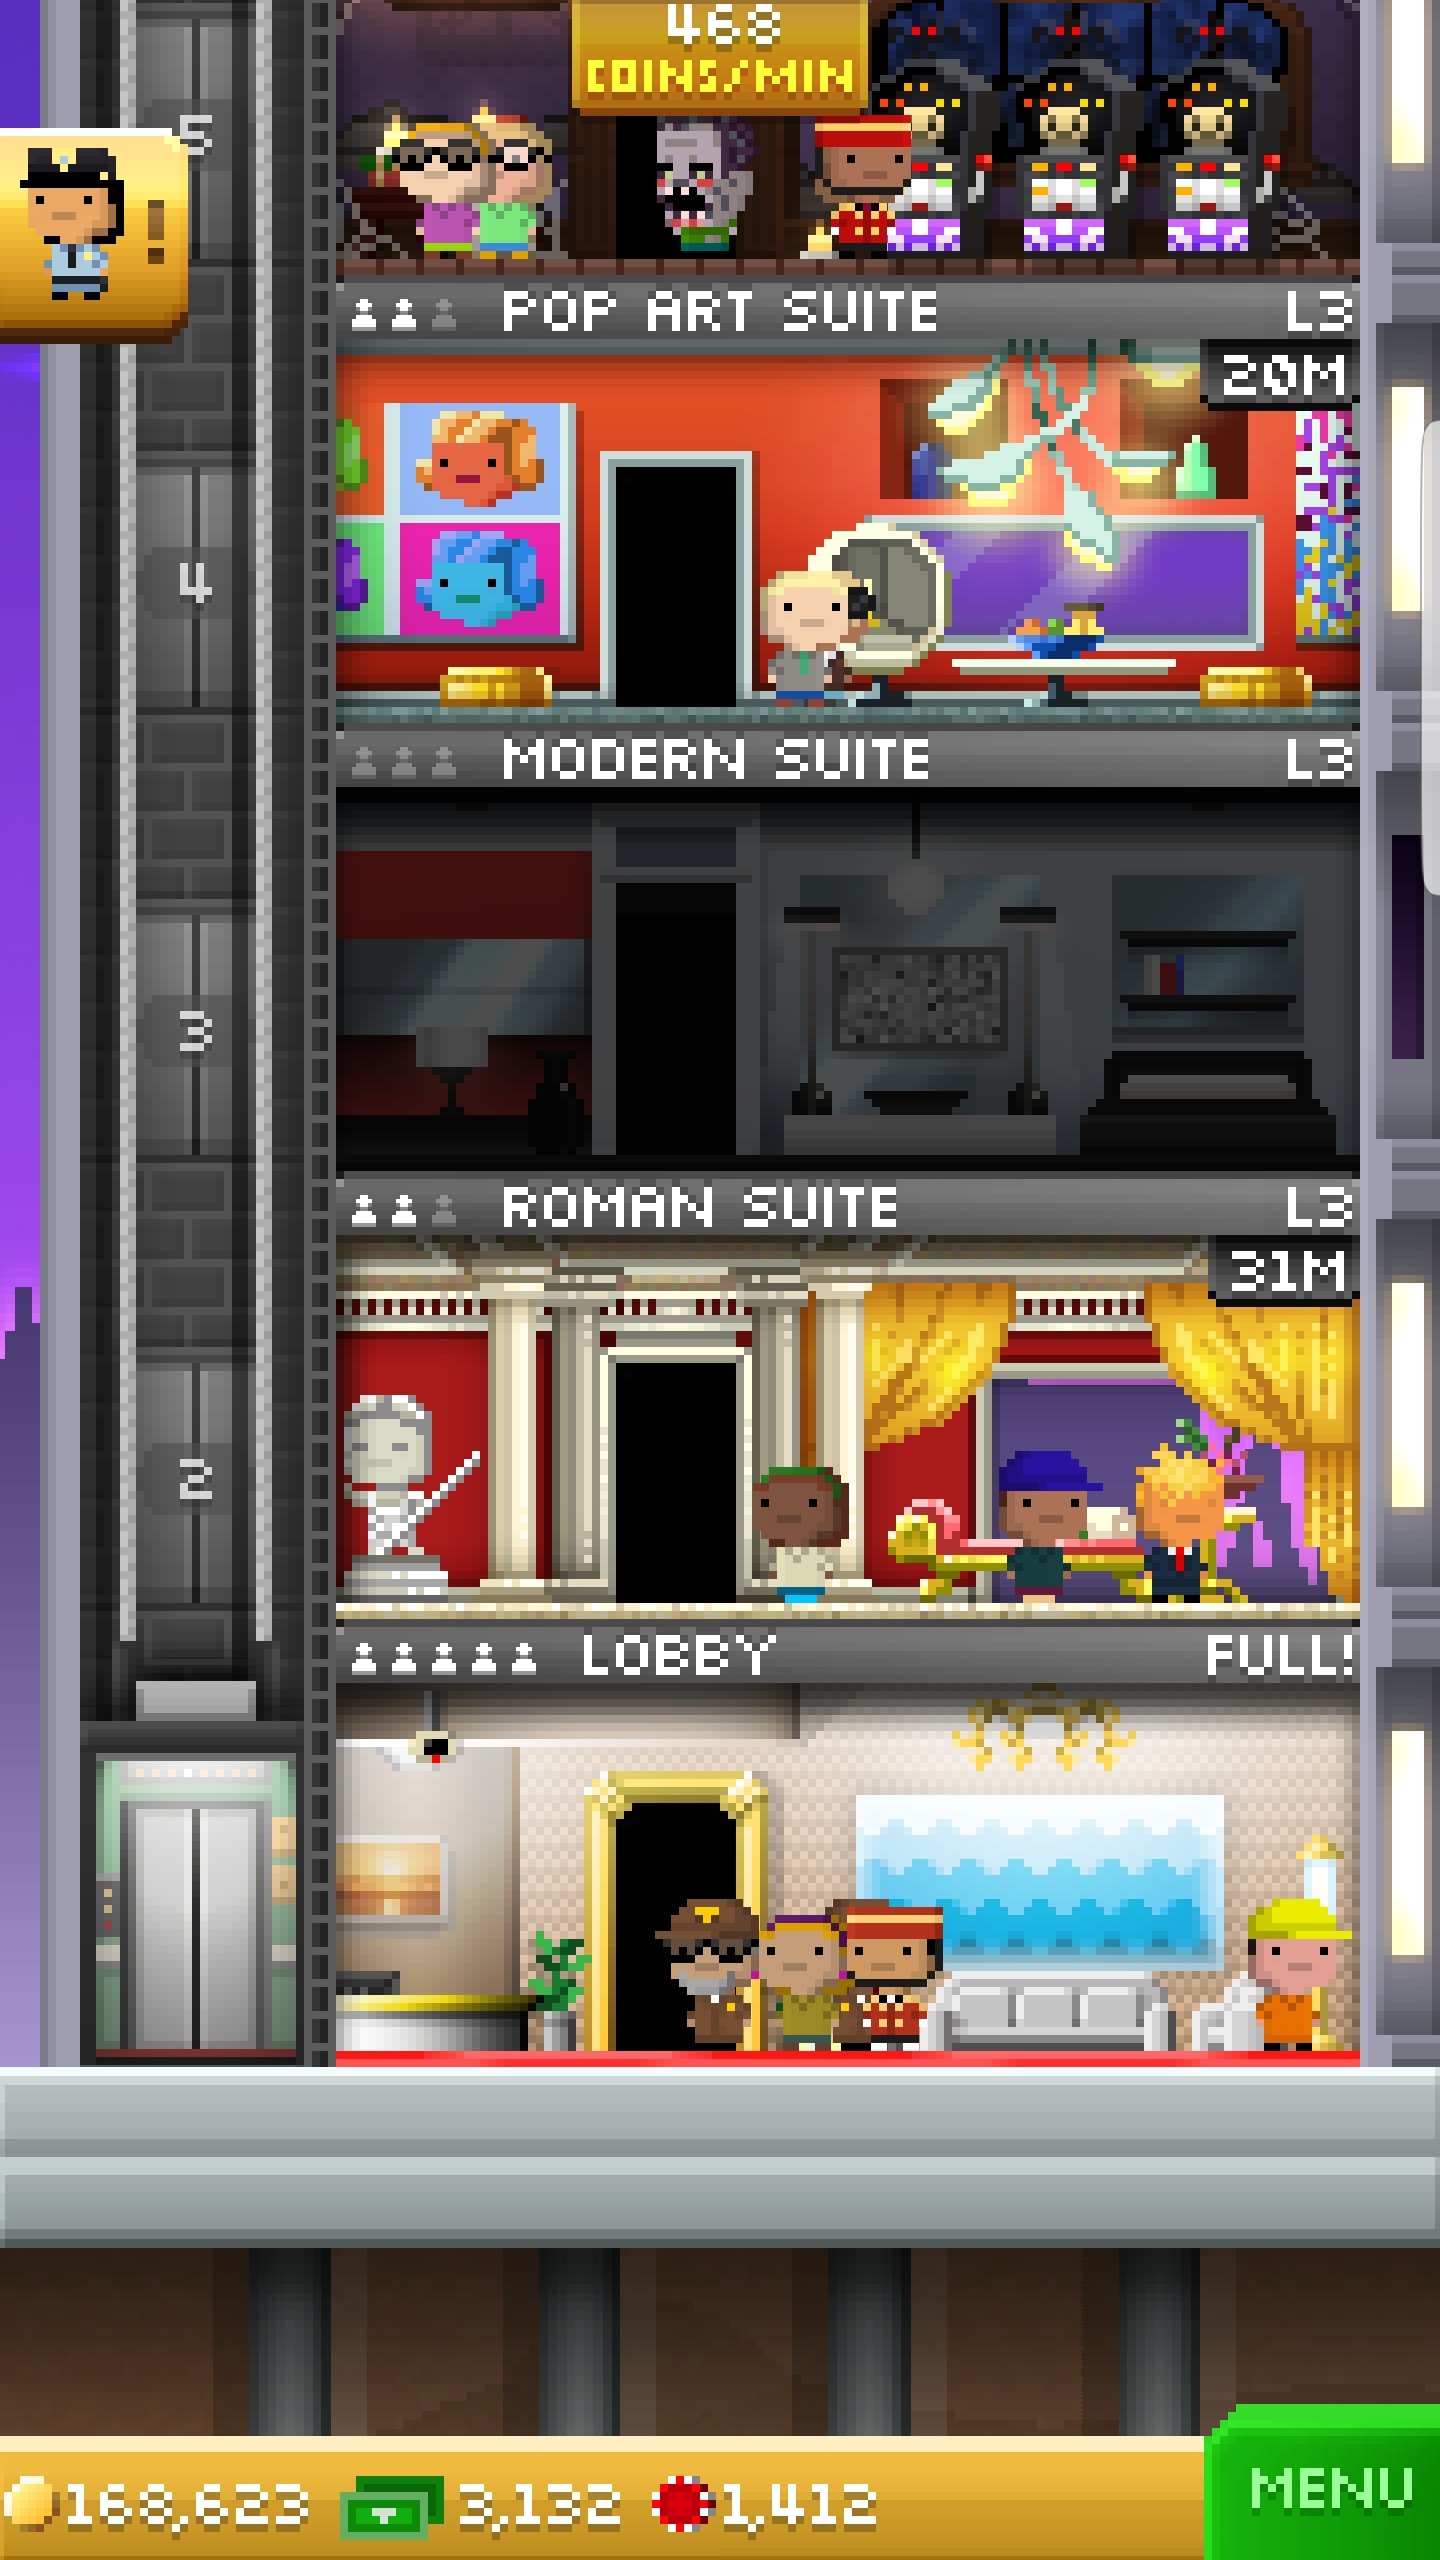 468
COINS/MIN
5
!
POP ART SUITE L3
20M
4
MODERN SUITE L3
3
ROMAN SUITE L3
31M
2
LOBBY FULL!
168,623 3,132 1,412
MENU